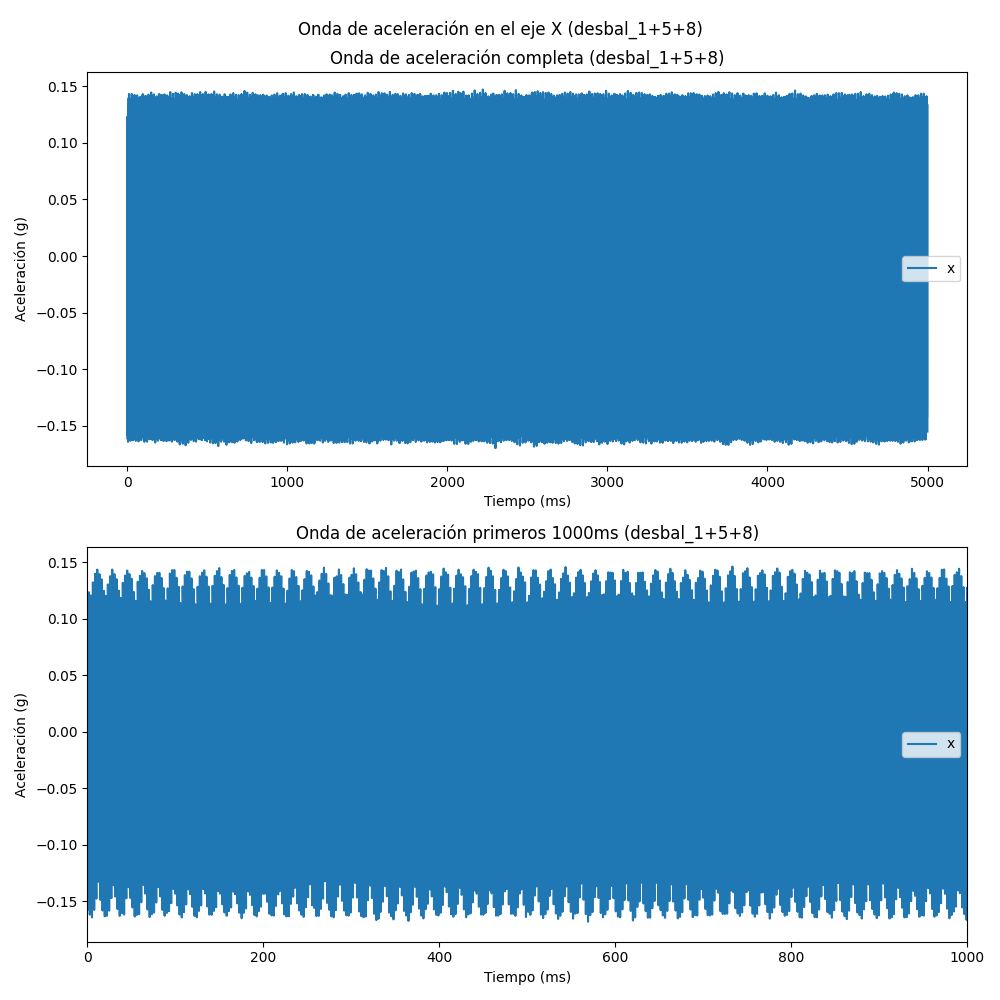 Onda de aceleración en el eje X (desbal_1+5+8)
Onda de aceleración completa (desbal_1+5+8)
0.15
0.10
0.05
0.00
−0.05
−0.10
−0.15
Aceleración (g)
x
0 1000 2000 3000 4000 5000
Tiempo (ms)
Onda de aceleración primeros 1000ms (desbal_1+5+8)
0.15
0.10
0.05
0.00
−0.05
−0.10
−0.15
Aceleración (g)
x
0 200 400 600 800 1000
Tiempo (ms)